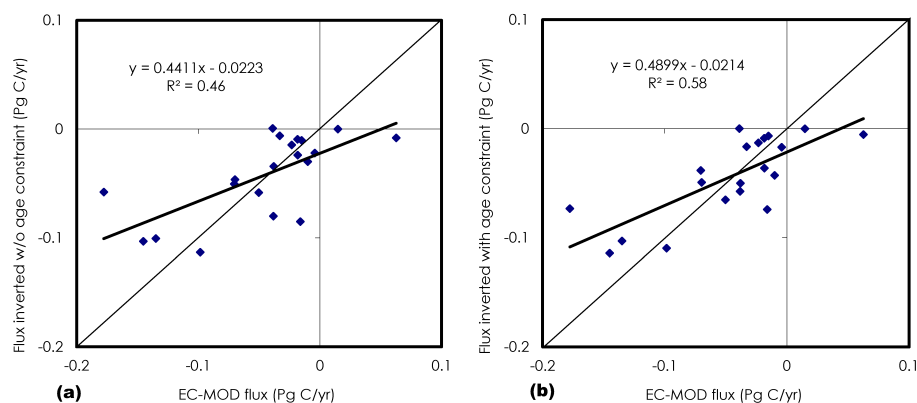 0.1
0
-0.1
-0.2
-0.2
-0.1
0
0.1
Flux inverted w/o age constraint (Pg C/yr)
y = 0.4411x - 0.0223
R² = 0.46
EC-MOD flux (Pg C/yr)
(a)
0.1
0
-0.1
-0.2
-0.2
-0.1
0
0.1
Flux inverted with age constraint (Pg C/yr)
y = 0.4899x - 0.0214
R² = 0.58
EC-MOD flux (Pg C/yr)
(b)